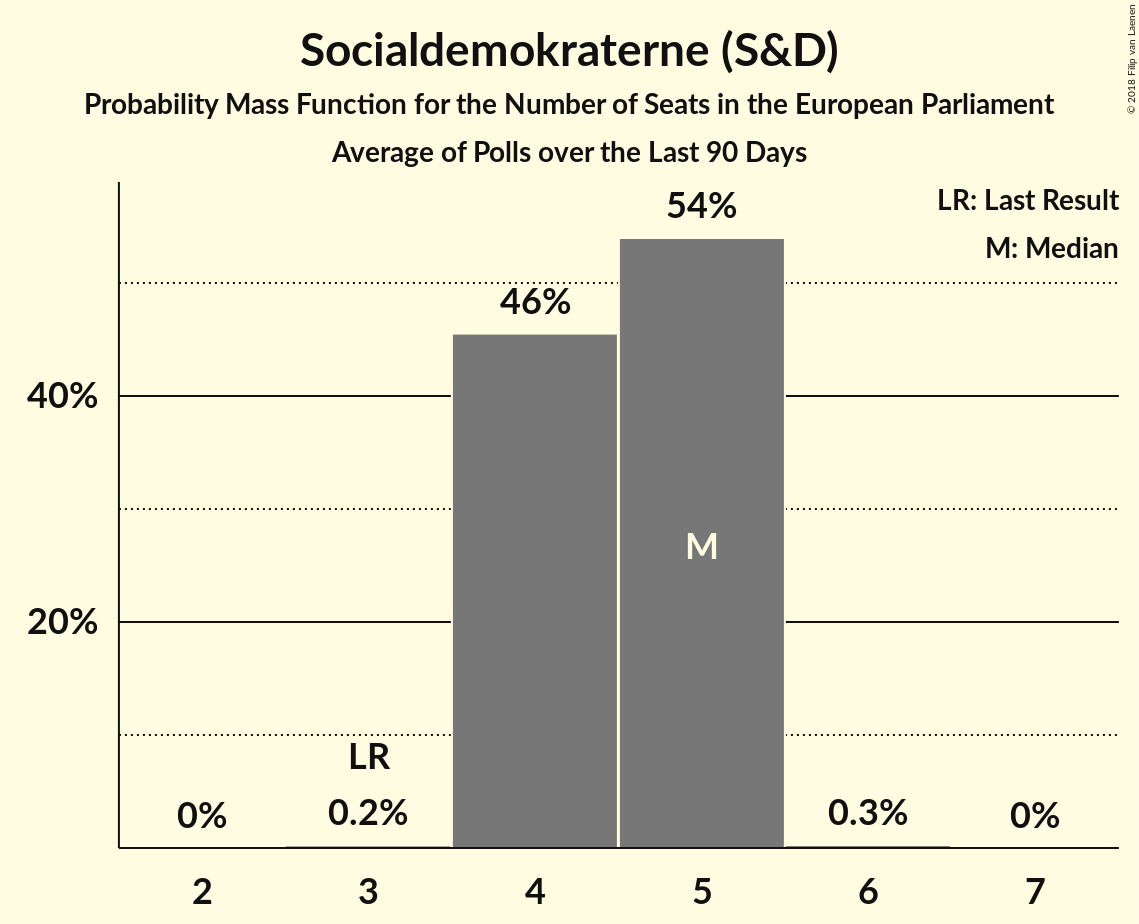 Socialdemokraterne (S&D)
Probability Mass Function for the Number of Seats in the European Parliament
Average of Polls over the Last 90 Days
© 2018 Filip van Laenen
LR: Last Result
M: Median
54%
46%
40%
M
20%
LR
0%
0.2%
0.3%
0%
2
3
4
5
6
7